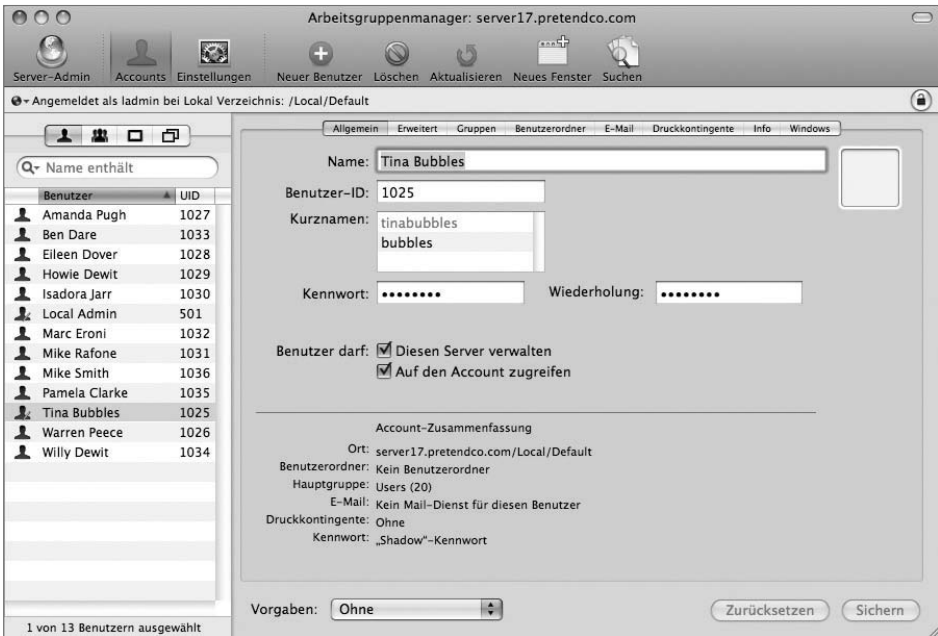 Arbeitsgruppenmanager: server17.pretendco.com
Server-Admin Accounts Einstellungen Neuer Benutzer Löschen Aktualisieren Neues Fenster Suchen
Angemeldet als ladmin bei Lokal Verzeichnis: /Local/Default
Allgemein Erweitert Gruppen Benutzerordner E-Mail Druckkontingente Info Windows
Name enthält
Benutzer UID
Amanda Pugh 1027
Ben Dare 1033
Eileen Dover 1028
Howie Dewit 1029
Isadora Jarr 1030
Local Admin 501
Marc Eroni 1032
Mike Rafone 1031
Mike Smith 1036
Pamela Clarke 1035
Tina Bubbles 1025
Warren Peece 1026
Willy Dewit 1034
1 von 13 Benutzern ausgewählt
Name: Tina Bubbles
Benutzer-ID: 1025
Kurznamen: tinabubbles
bubbles
Kennwort: •••••••• Wiederholung: ••••••••
Benutzer darf: Diesen Server verwalten
Auf den Account zugreifen
Account-Zusammenfassung
Ort: server17.pretendco.com/Local/Default
Benutzerordner: Kein Benutzerordner
Hauptgruppe: Users (20)
E-Mail: Kein Mail-Dienst für diesen Benutzer
Druckkontingente: Ohne
Kennwort: „Shadow“-Kennwort
Vorgaben: Ohne Zurücksetzen Sichern